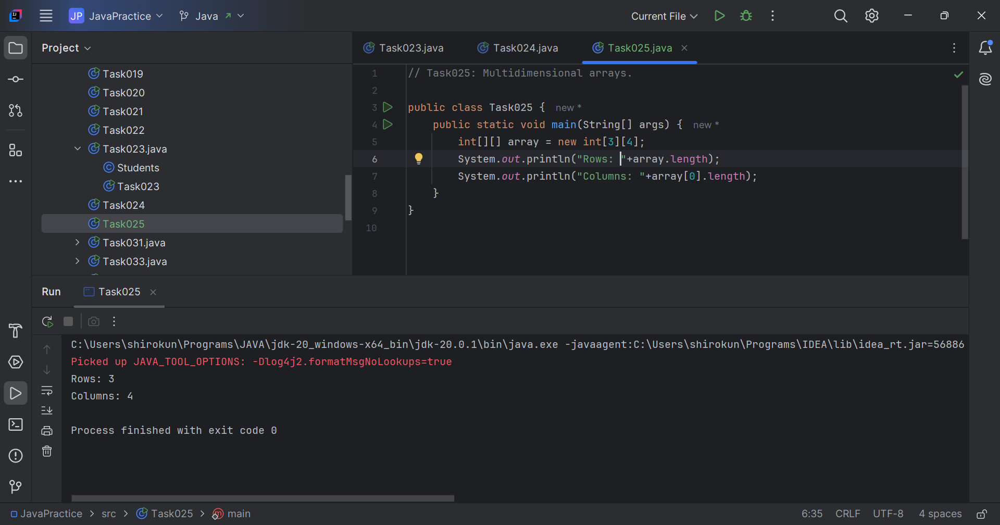 JP JavaPractice Java Current File
Project
Task019
Task020
Task021
Task022
Task023.java
Students
Task023
Task024
Task025
Task031.java
Task033.java
Task023.java Task024.java Task025.java
1 // Task025: Multidimensional arrays.
2
3 public class Task025 { new *
4 public static void main(String[] args) { new *
5 int[][] array = new int[3][4];
6 System.out.println("Rows: "+array.length);
7 System.out.println("Columns: "+array[0].length);
8 }
9 }
10
Run Task025
C:\Users\shirokun\Programs\JAVA\jdk-20_windows-x64_bin\jdk-20.0.1\bin\java.exe -javaagent:C:\Users\shirokun\Programs\IDEA\lib\idea_rt.jar=56886
Picked up JAVA_TOOL_OPTIONS: -Dlog4j2.formatMsgNoLookups=true
Rows: 3
Columns: 4
Process finished with exit code 0
JavaPractice > src > Task025 > main 6:35 CRLF UTF-8 4 spaces